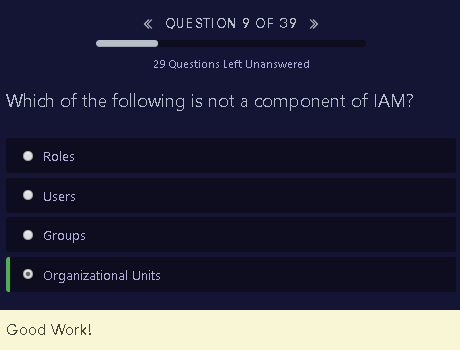 « QUESTION 9 OF 39 »
29 Questions Left Unanswered
Which of the following is not a component of IAM?
Roles
Users
Groups
Organizational Units
Good Work!